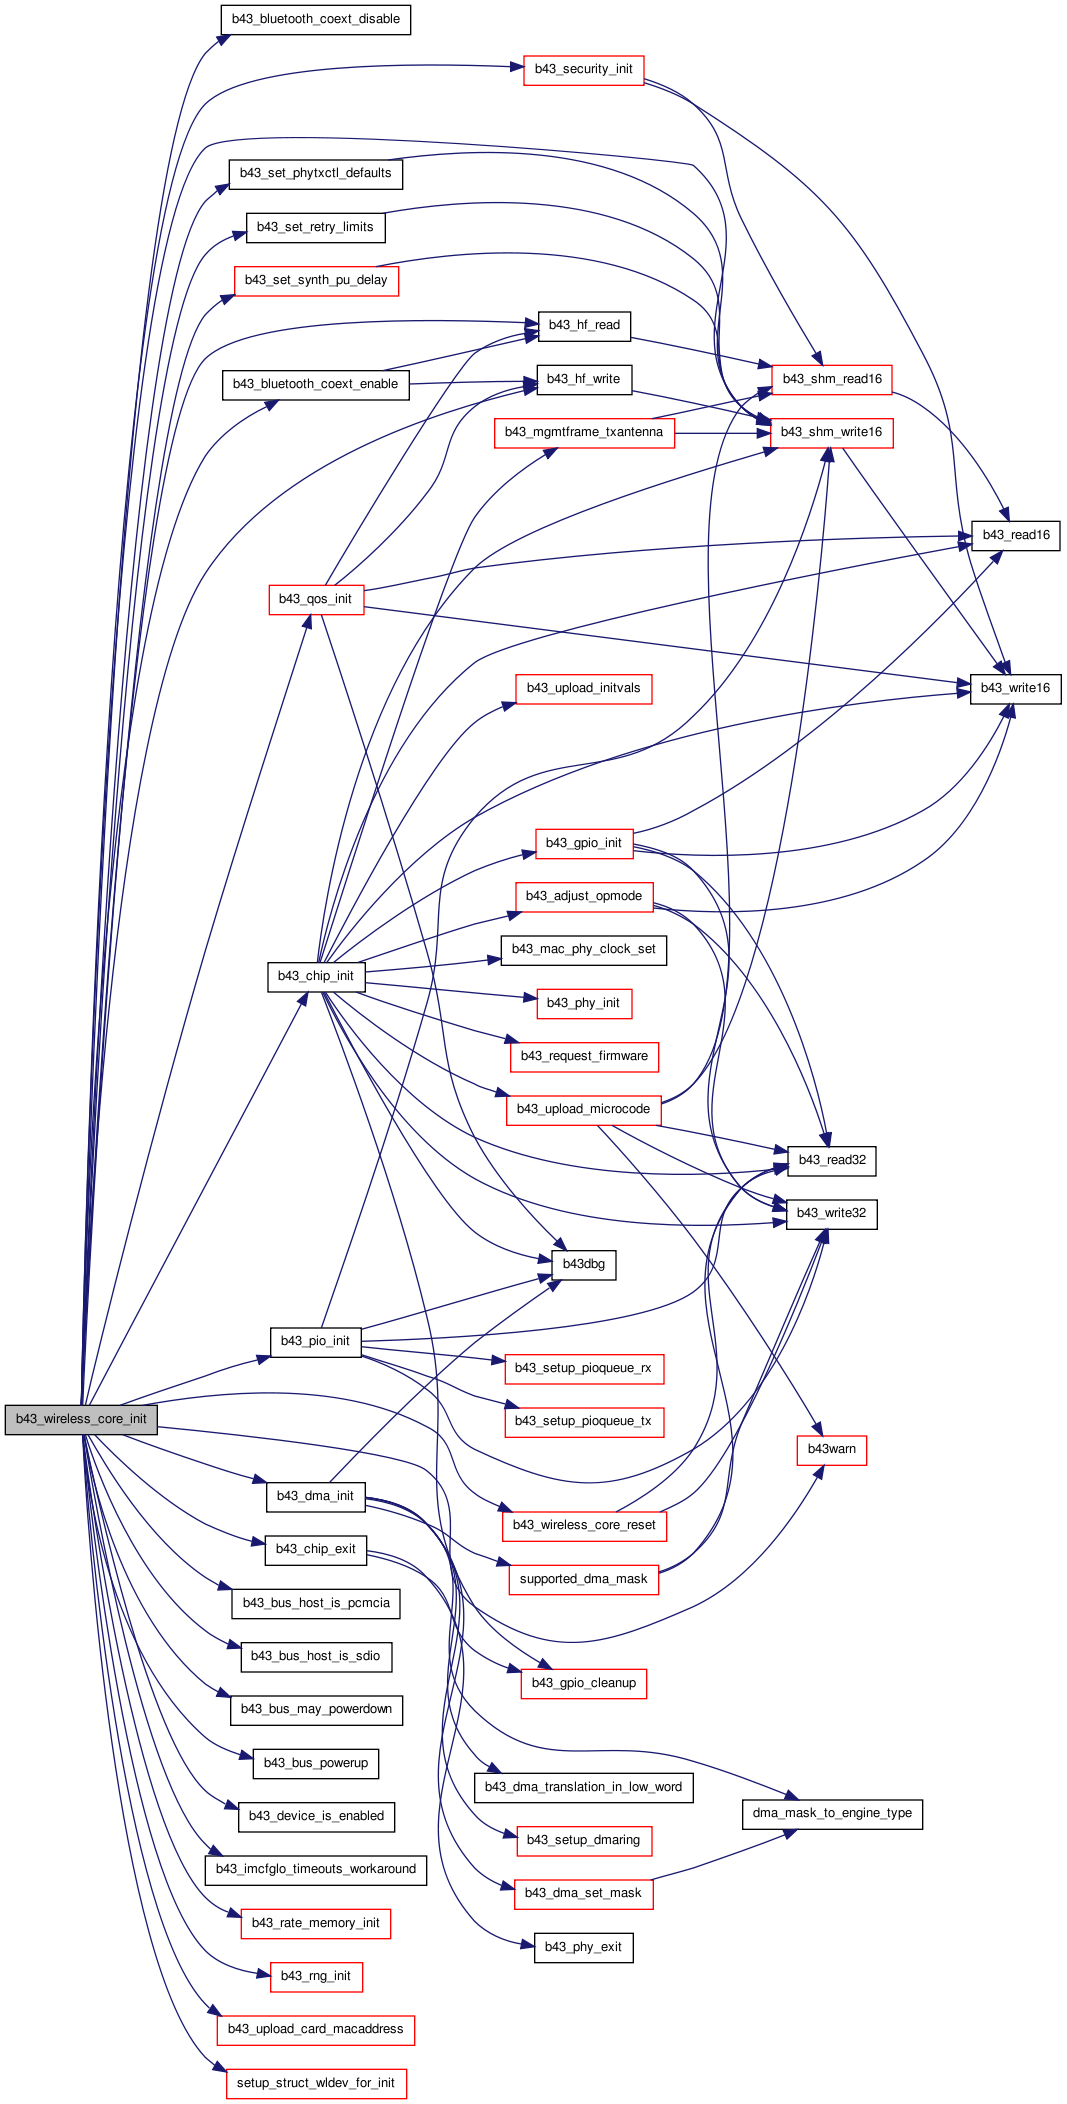 b43_bluetooth_coext_disable
b43_security_init
b43_set_phytxctl_defaults
b43_set_retry_limits
b43_set_synth_pu_delay
b43_hf_read
b43_bluetooth_coext_enable
b43_hf_write
b43_shm_read16
b43_mgmtframe_txantenna
b43_shm_write16
b43_read16
b43_qos_init
b43_upload_initvals
b43_write16
b43_gpio_init
b43_adjust_opmode
b43_mac_phy_clock_set
b43_chip_init
b43_phy_init
b43_request_firmware
b43_upload_microcode
b43_read32
b43_write32
b43dbg
b43_pio_init
b43_setup_pioqueue_rx
b43_wireless_core_init
b43_setup_pioqueue_tx
b43warn
b43_dma_init
b43_wireless_core_reset
b43_chip_exit
supported_dma_mask
b43_bus_host_is_pcmcia
b43_bus_host_is_sdio
b43_gpio_cleanup
b43_bus_may_powerdown
b43_bus_powerup
b43_dma_translation_in_low_word
b43_device_is_enabled
dma_mask_to_engine_type
b43_setup_dmaring
b43_imcfglo_timeouts_workaround
b43_dma_set_mask
b43_rate_memory_init
b43_phy_exit
b43_rng_init
b43_upload_card_macaddress
setup_struct_wldev_for_init